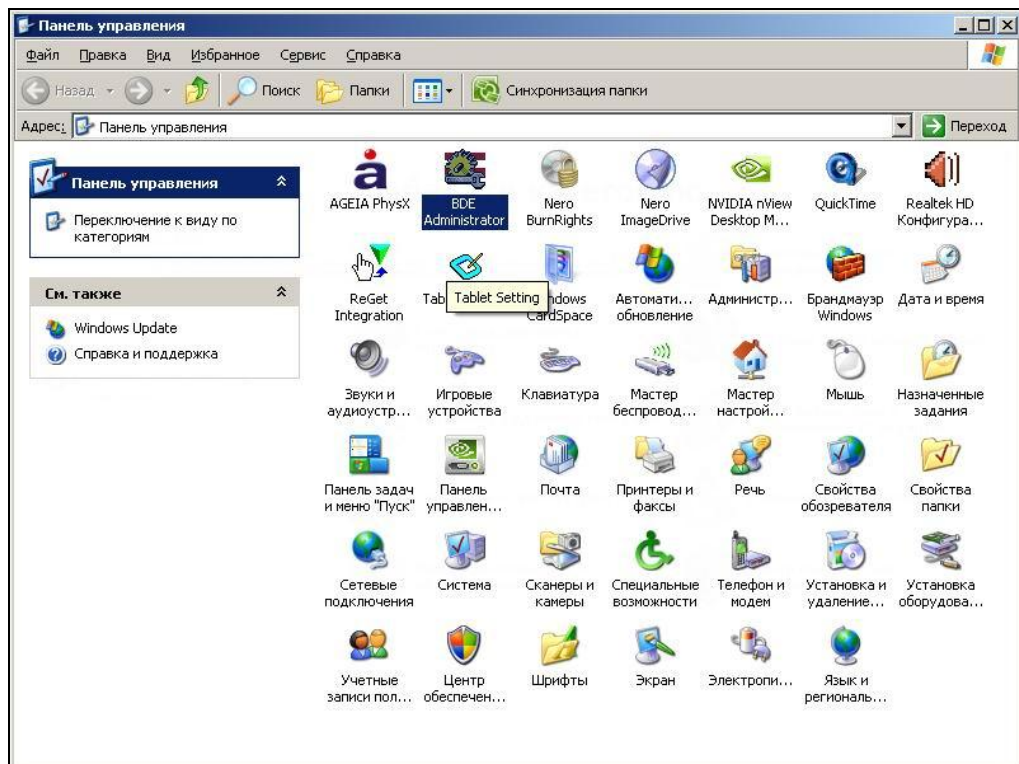 Панель управления
Файл Правка Вид Избранное Сервис Справка
Назад Поиск Папки Синхронизация папки
Адрес: Панель управления Переход
Панель управления
Переключение к виду по
категориям
См. также
Windows Update
Справка и поддержка
AGEIA PhysX
BDE
Administrator
Nero
BurnRights
Nero
ImageDrive
NVIDIA nView
Desktop M...
QuickTime
Realtek HD
Конфигура...
ReGet
Integration
Tablet Setting
CardSpace
Автомати...
обновление
Администр...
Брандмауэр
Windows
Дата и время
Звуки и
аудиоустр...
Игровые
устройства
Клавиатура
Мастер
беспровод...
Мастер
настрой...
Мышь
Назначенные
задания
Панель задач
и меню "Пуск"
Панель
управлен...
Почта
Принтеры и
факсы
Речь
Свойства
обозревателя
Свойства
папки
Сетевые
подключения
Система
Сканеры и
камеры
Специальные
возможности
Телефон и
модем
Установка и
удаление...
Установка
оборудова...
Учетные
записи пол...
Центр
обеспечен...
Шрифты
Экран
Электропи...
Язык и
региональ...